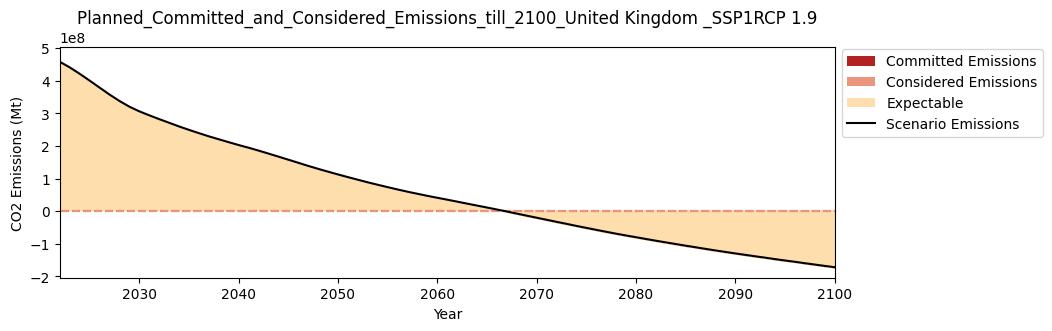 Planned_Committed_and_Considered_Emissions_till_2100_United Kingdom _SSP1RCP 1.9
1e8
5
4
3
2
1
0
−1
−2
CO2 Emissions (Mt)
2030 2040 2050 2060 2070 2080 2090 2100
Year
Committed Emissions
Considered Emissions
Expectable
Scenario Emissions